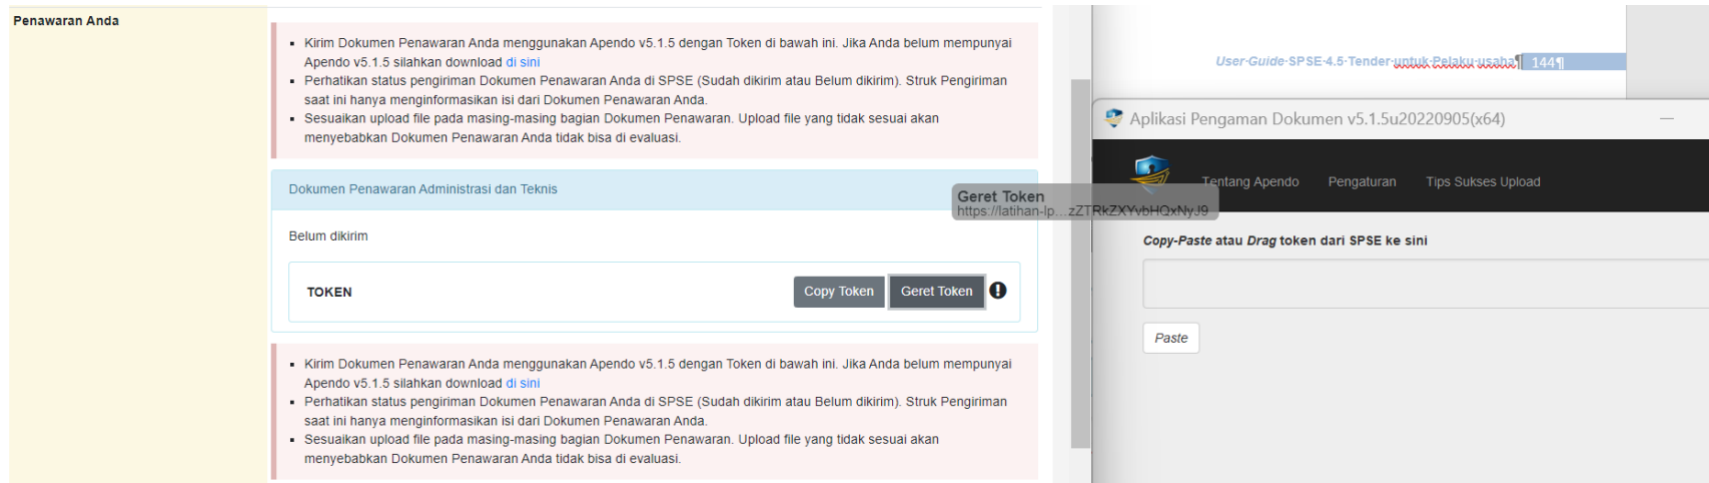 Penawaran Anda
▪ Kirim Dokumen Penawaran Anda menggunakan Apendo v5.1.5 dengan Token di bawah ini. Jika Anda belum mempunyai
Apendo v5.1.5 silahkan download di sini
▪ Perhatikan status pengiriman Dokumen Penawaran Anda di SPSE (Sudah dikirim atau Belum dikirim). Struk Pengiriman
saat ini hanya menginformasikan isi dari Dokumen Penawaran Anda.
▪ Sesuaikan upload file pada masing-masing bagian Dokumen Penawaran. Upload file yang tidak sesuai akan
menyebabkan Dokumen Penawaran Anda tidak bisa di evaluasi.
Dokumen Penawaran Administrasi dan Teknis
Belum dikirim
TOKEN
Copy Token
Geret Token
Geret Token
https://latihan-lp...zZTRkZXYvbHQxNyJ9
▪ Kirim Dokumen Penawaran Anda menggunakan Apendo v5.1.5 dengan Token di bawah ini. Jika Anda belum mempunyai
Apendo v5.1.5 silahkan download di sini
▪ Perhatikan status pengiriman Dokumen Penawaran Anda di SPSE (Sudah dikirim atau Belum dikirim). Struk Pengiriman
saat ini hanya menginformasikan isi dari Dokumen Penawaran Anda.
▪ Sesuaikan upload file pada masing-masing bagian Dokumen Penawaran. Upload file yang tidak sesuai akan
menyebabkan Dokumen Penawaran Anda tidak bisa di evaluasi.
User·Guide·SPSE·4.5·Tender·untuk·Pelaku·usaha¶ 144¶
Aplikasi Pengaman Dokumen v5.1.5u20220905(x64)
Tentang Apendo Pengaturan Tips Sukses Upload
Copy-Paste atau Drag token dari SPSE ke sini
Paste